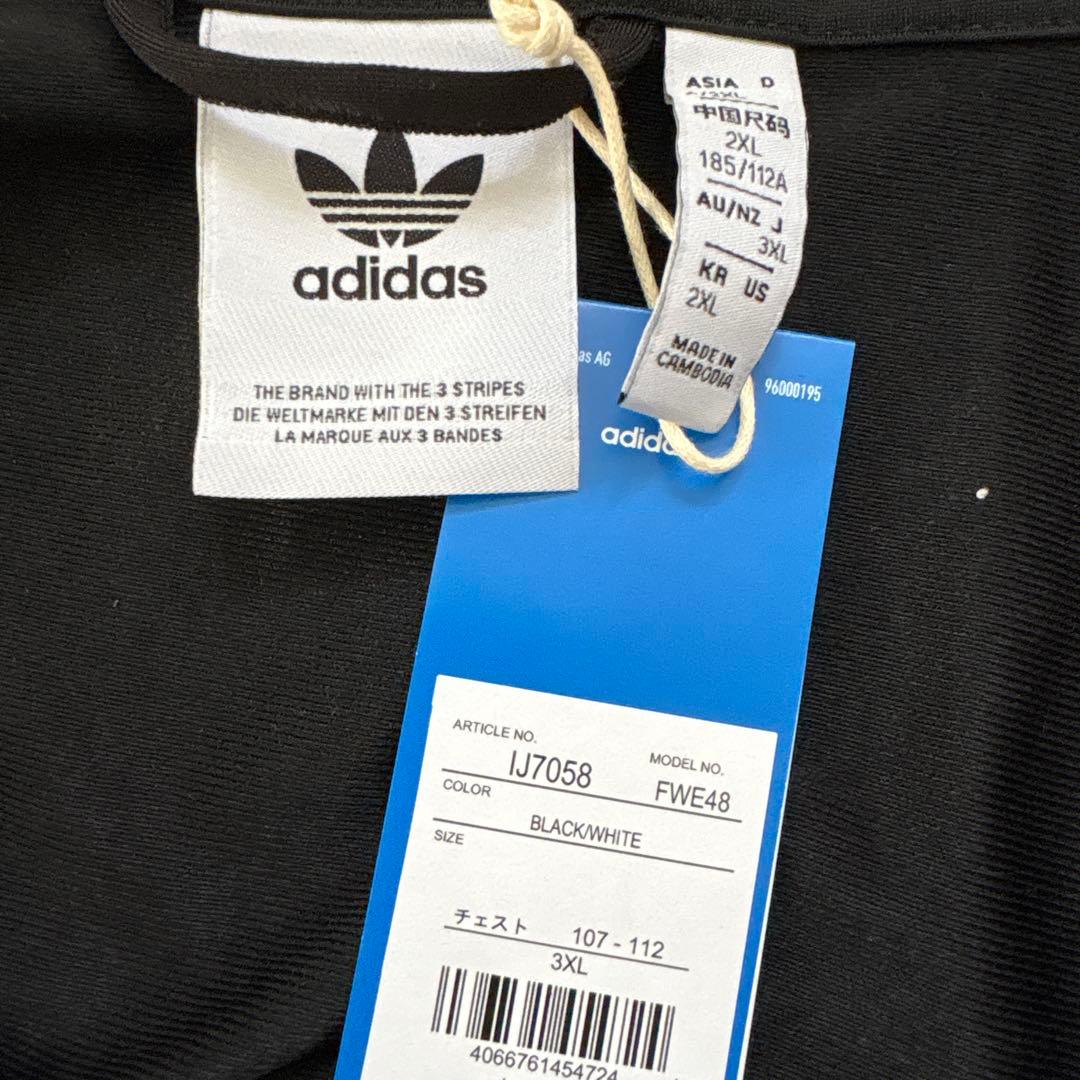 adidas
THE BRAND WITH THE 3 STRIPES
DIE WELTMARKE MIT DEN 3 STREIFEN
LA MARQUE AUX 3 BANDES
ASIA D
中国尺码
2XL
185/112A
AU/NZ J
3XL
KR US
2XL
MADE IN
CAMBODIA
AG
96000195
ARTICLE NO.
IJ7058
MODEL NO.
FWE48
COLOR
BLACK/WHITE
SIZE
チェスト 107 - 112
3XL
4066761454724